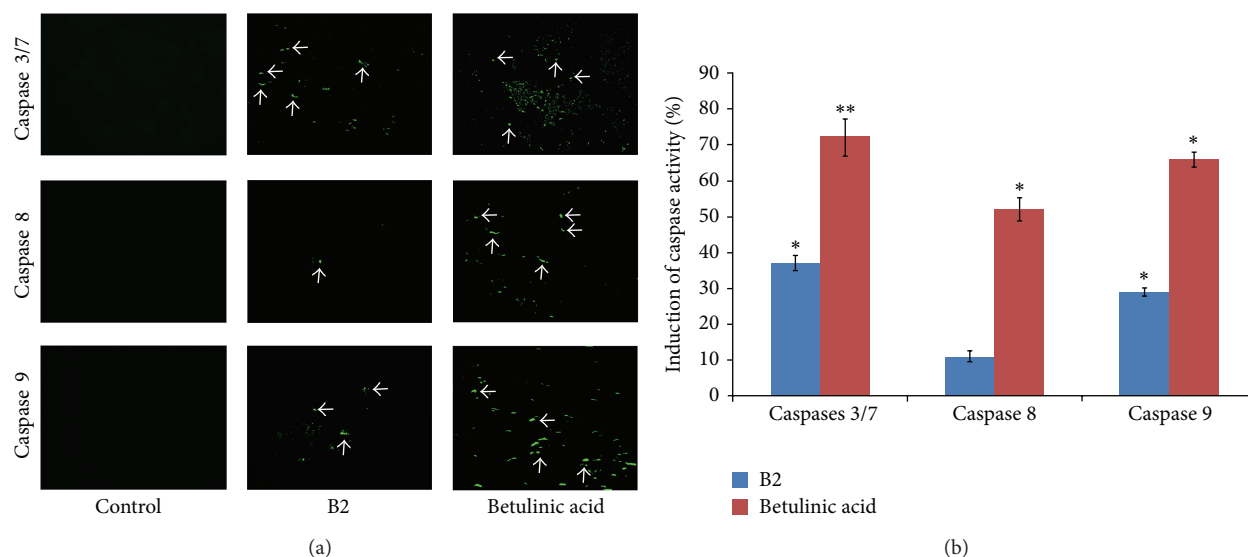 Caspase 3/7
Caspase 8
Caspase 9
Control
B2
Betulinic acid
(a)
Induction of caspase activity (%)
90
80
70
60
50
40
30
20
10
0
*
**
*
*
*
Caspases 3/7
Caspase 8
Caspase 9
B2
Betulinic acid
(b)